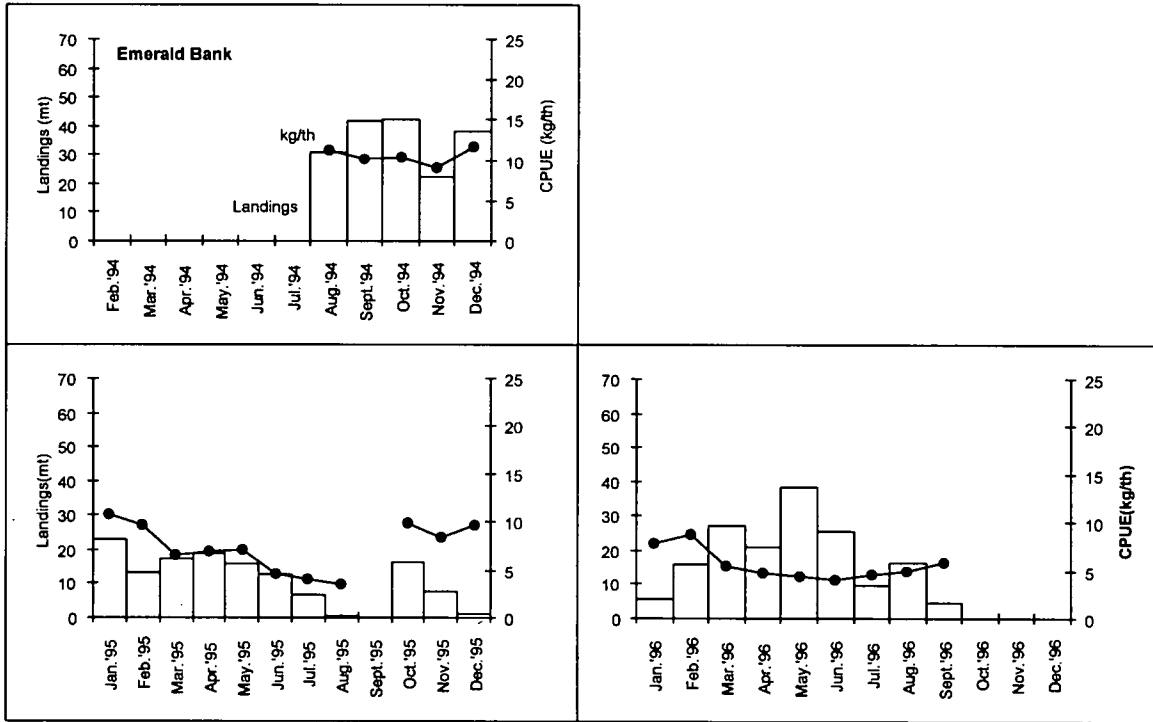 Emerald Bank
Landings (mt)
70
60
50
40
30
20
10
0
kg/th
Landings
25
20
15
10
5
0
CPUE (kg/th)
Feb.'94
Mar.'94
Apr.'94
May.'94
Jun.'94
Jul.'94
Aug.'94
Sept.'94
Oct.'94
Nov.'94
Dec.'94
Landings(mt)
70
60
50
40
30
20
10
0
25
20
15
10
5
0
Jan.'95
Feb.'95
Mar.'95
Apr.'95
May.'95
Jun.'95
Jul.'95
Aug.'95
Sept.'95
Oct.'95
Nov.'95
Dec.'95
70
60
50
40
30
20
10
0
25
20
15
10
5
0
CPUE(kg/th)
Jan.'96
Feb.'96
Mar.'96
Apr.'96
May.'96
Jun.'96
Jul.'96
Aug.'96
Sept.'96
Oct.'96
Nov.'96
Dec.'96